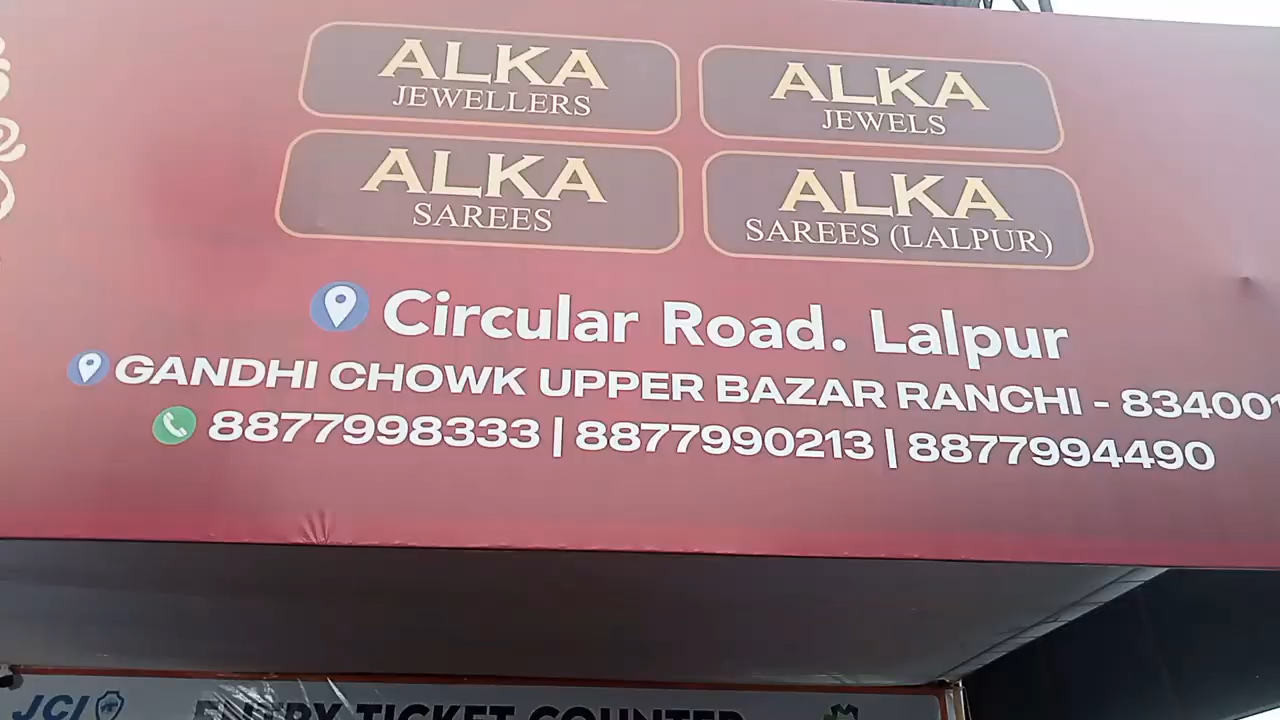 ALKA
JEWELLERS
ALKA
JEWELS
ALKA
SAREES
ALKA
SAREES (LALPUR)
Circular Road. Lalpur
GANDHI CHOWK UPPER BAZAR RANCHI - 834001
8877998333 | 8877990213 | 8877994490
JCI
ENTRY TICKET COUNTER